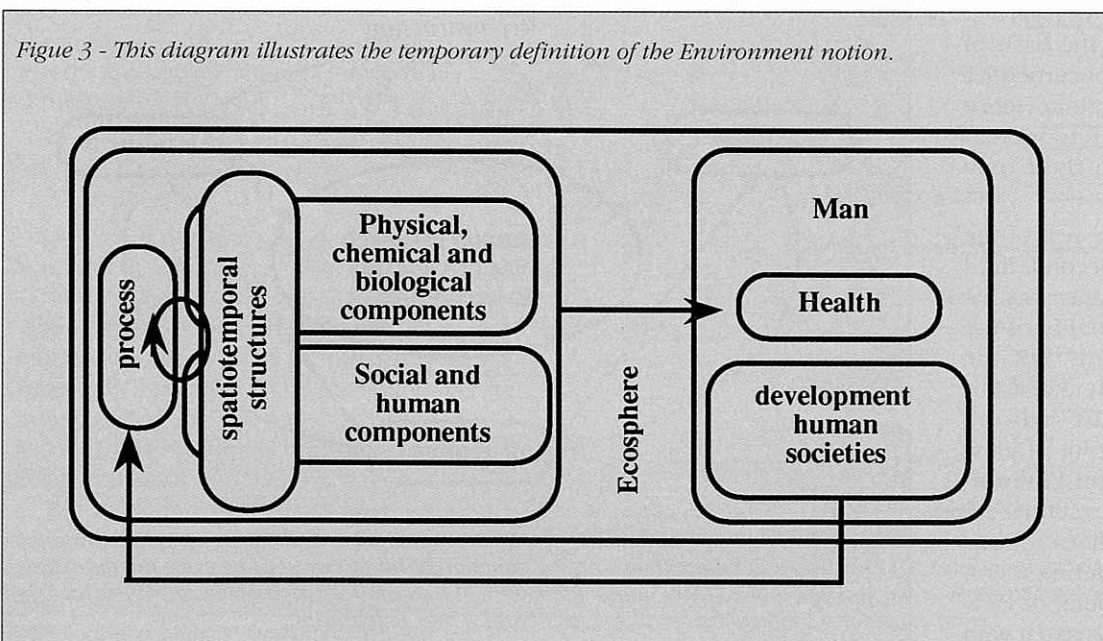 Figue 3 - This diagram illustrates the temporary definition of the Environment notion.
process
spatiotemporal
structures
Physical,
chemical and
biological
components
Social and
human
components
Ecosphere
Man
Health
development
human
societies